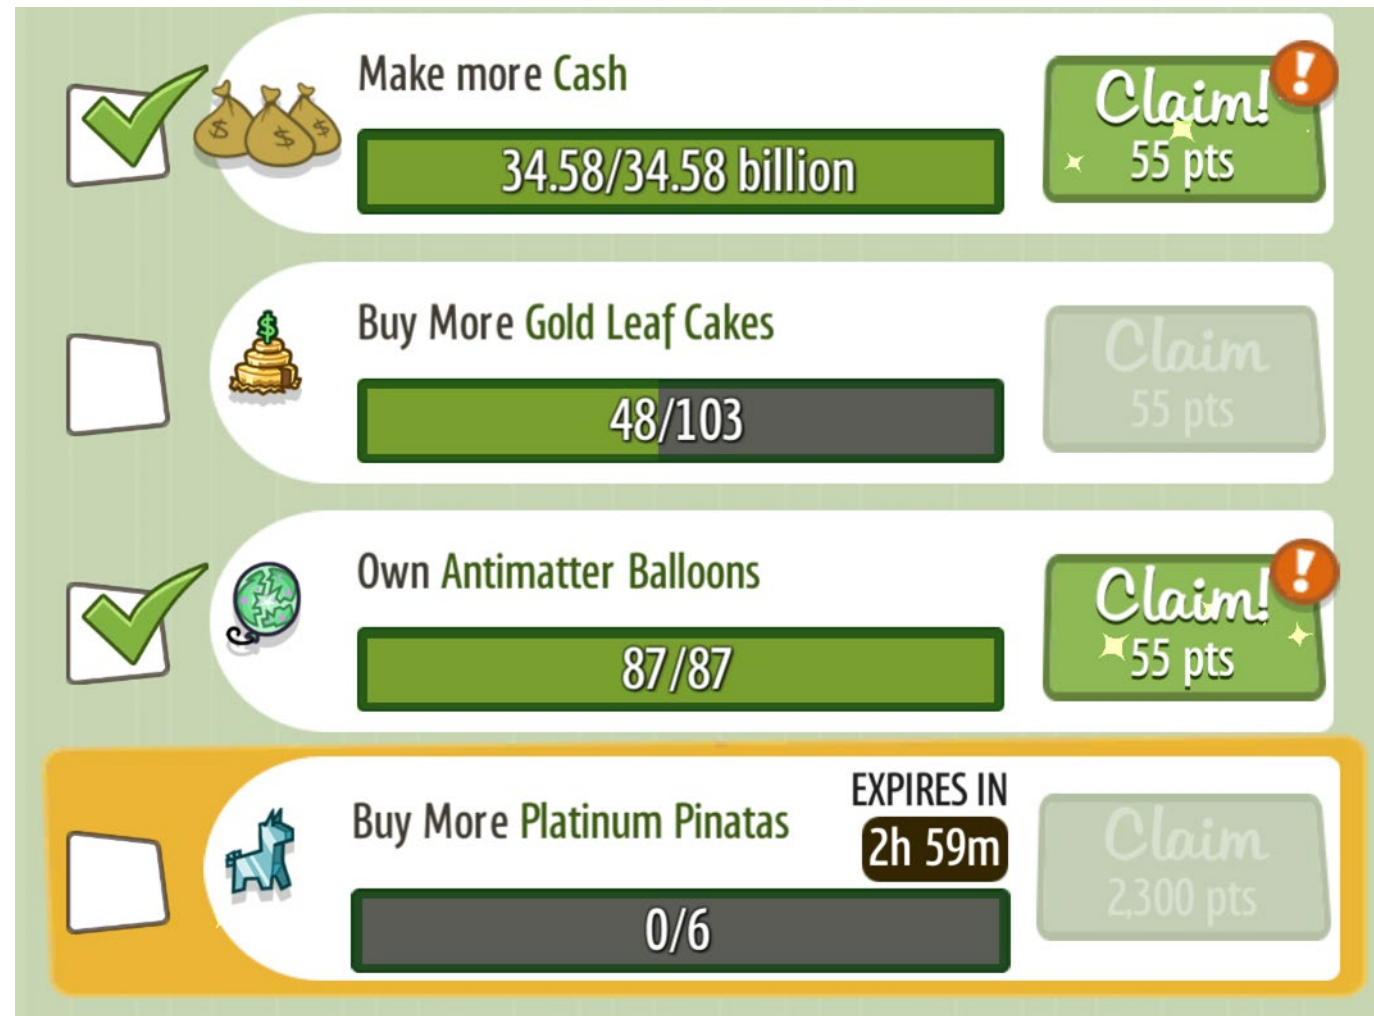 Make more Cash
34.58/34.58 billion
Claim!
55 pts
Buy More Gold Leaf Cakes
48/103
Claim
55 pts
Own Antimatter Balloons
87/87
Claim!
55 pts
Buy More Platinum Pinatas
EXPIRES IN
2h 59m
0/6
Claim
2,300 pts